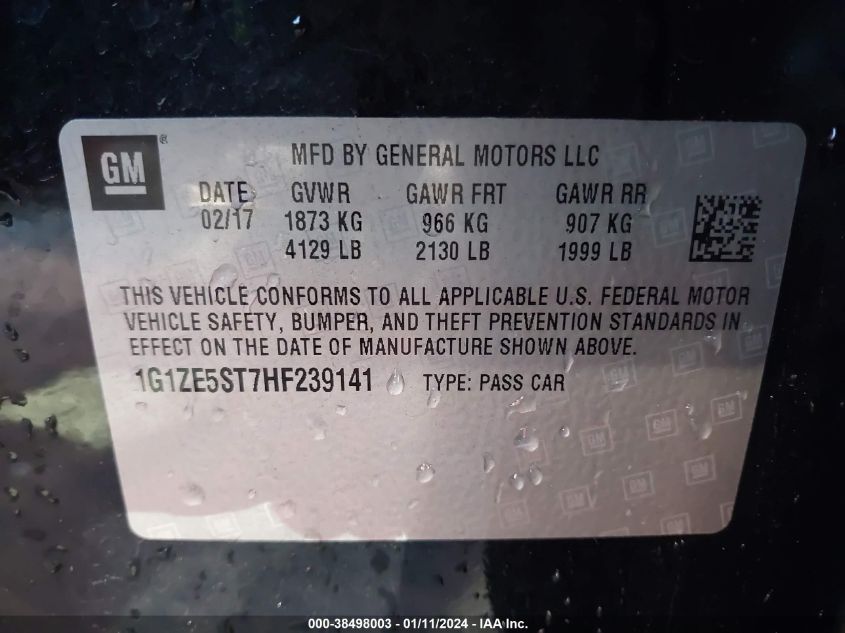 GM ®
MFD BY GENERAL MOTORS LLC
DATE GVWR GAWR FRT GAWR RR
02/17 1873 KG 966 KG 907 KG
4129 LB 2130 LB 1999 LB
THIS VEHICLE CONFORMS TO ALL APPLICABLE U.S. FEDERAL MOTOR
VEHICLE SAFETY, BUMPER, AND THEFT PREVENTION STANDARDS IN
EFFECT ON THE DATE OF MANUFACTURE SHOWN ABOVE.
1G1ZE5ST7HF239141 TYPE: PASS CAR
000-38498003 - 01/11/2024 - IAA Inc.